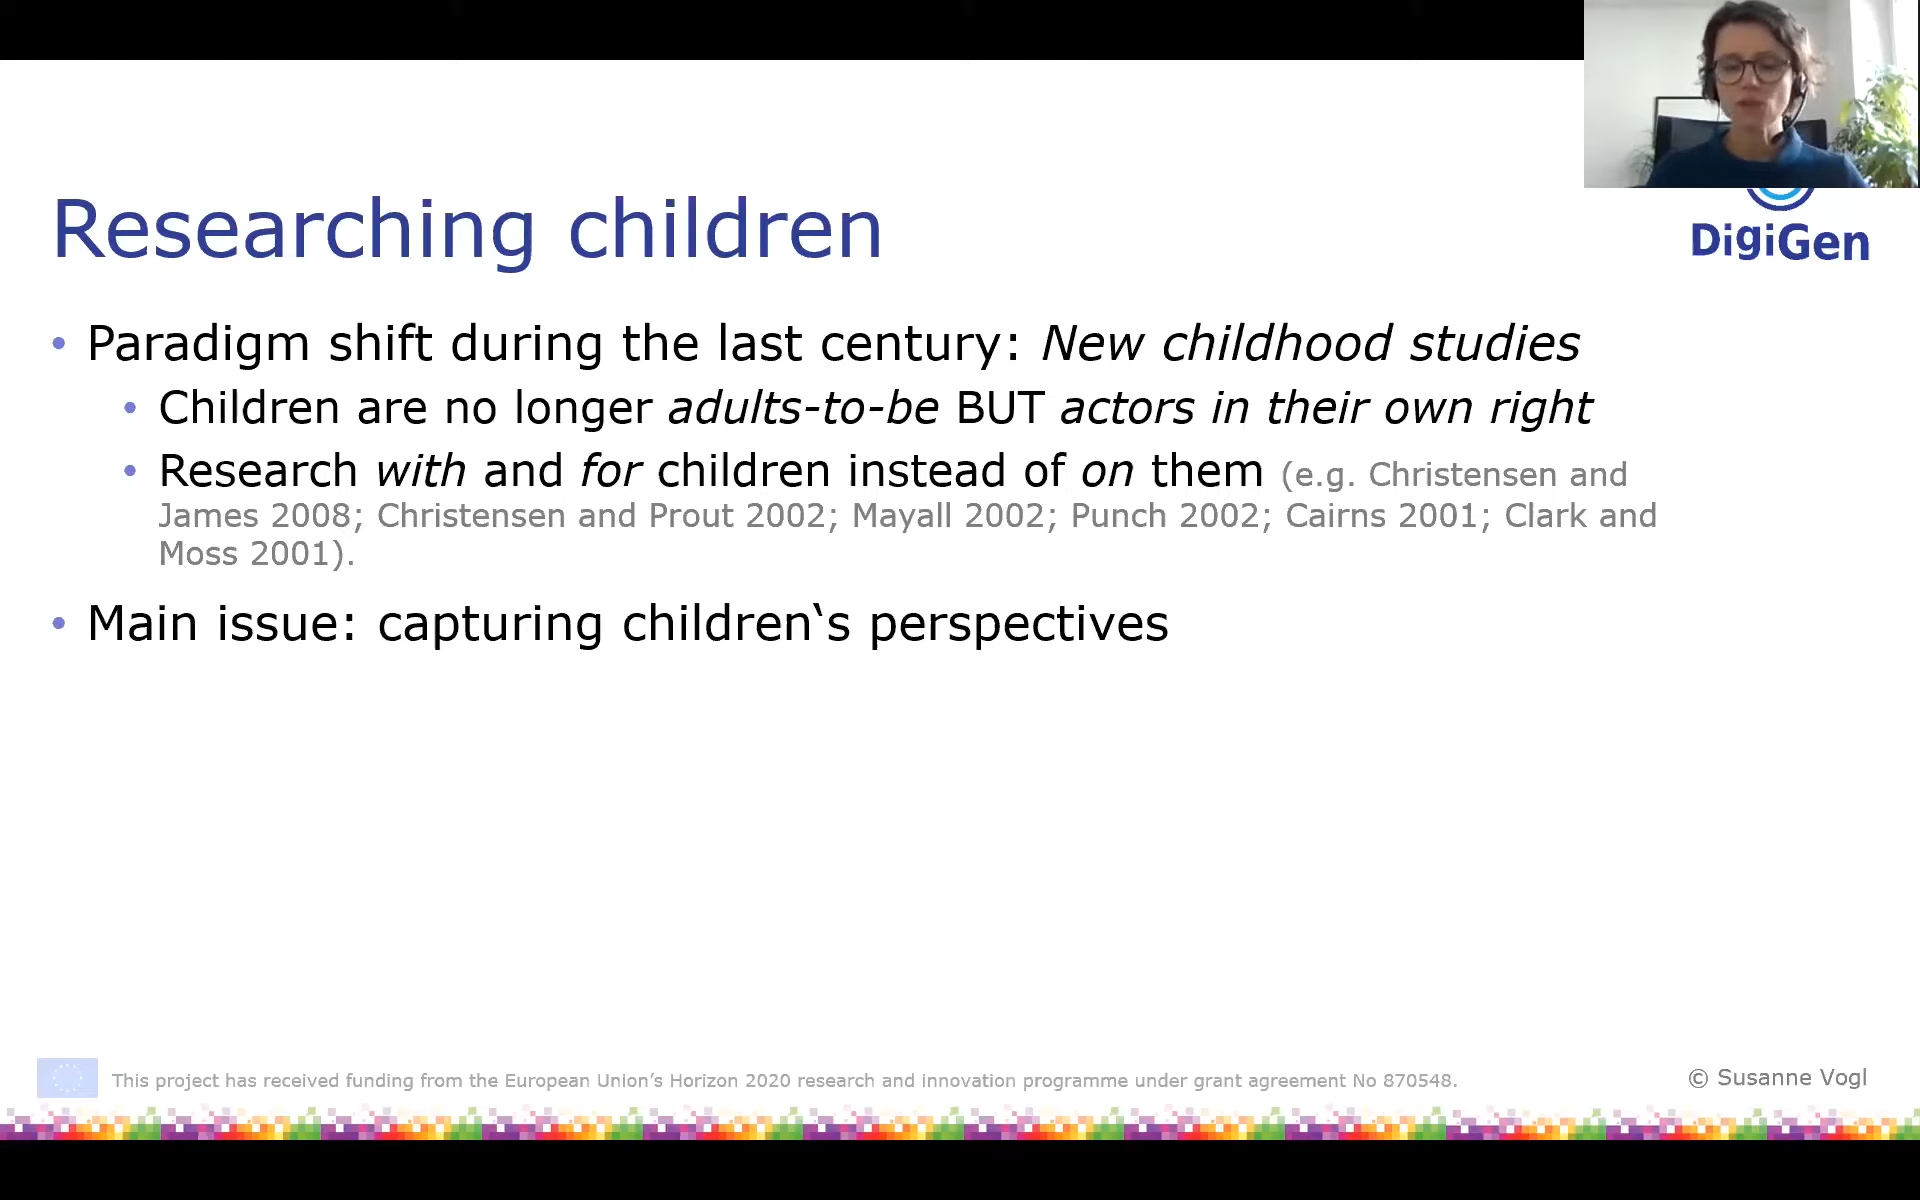 Researching children
DigiGen
• Paradigm shift during the last century: New childhood studies
• Children are no longer adults-to-be BUT actors in their own right
• Research with and for children instead of on them (e.g. Christensen and
James 2008; Christensen and Prout 2002; Mayall 2002; Punch 2002; Cairns 2001; Clark and
Moss 2001).
• Main issue: capturing children‘s perspectives
This project has received funding from the European Union’s Horizon 2020 research and innovation programme under grant agreement No 870548.
© Susanne Vogl